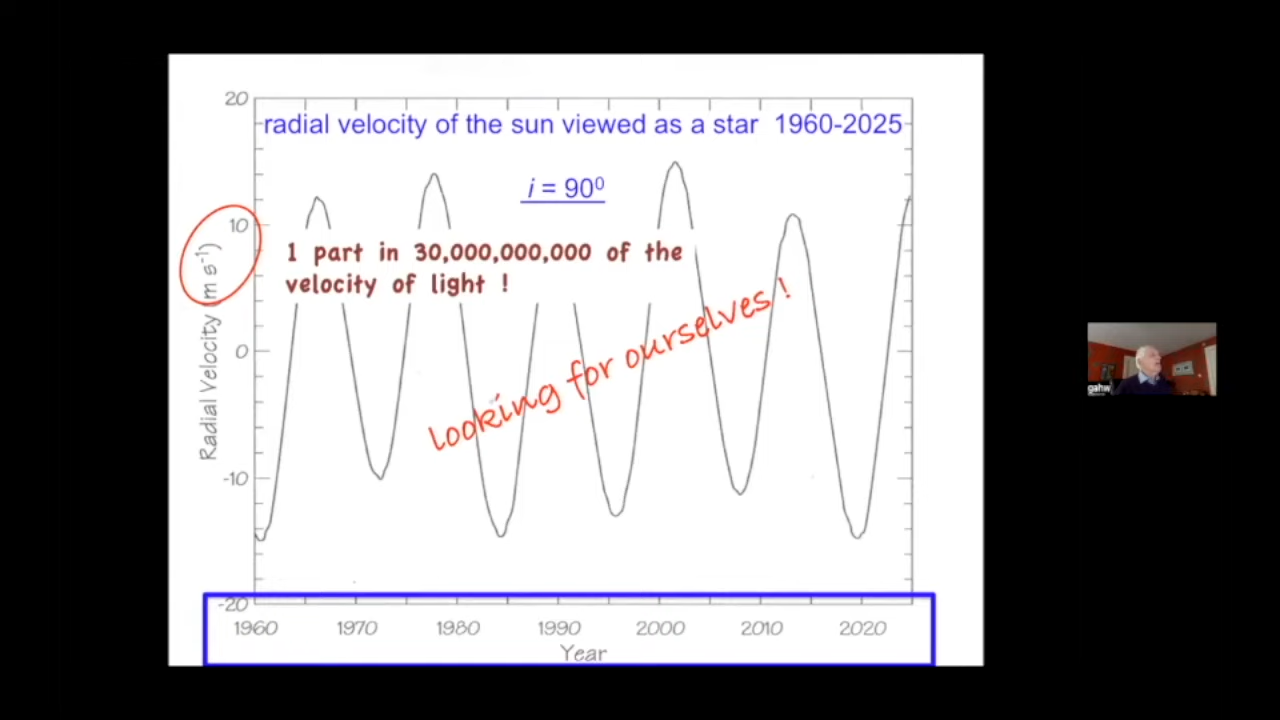 20
radial velocity of the sun viewed as a star 1960-2025
i = 90⁰
10
1 part in 30,000,000,000 of the
velocity of light !
Looking for ourselves !
Radial Velocity (m s⁻¹)
0
-10
-20
1960 1970 1980 1990 2000 2010 2020
Year
gahw